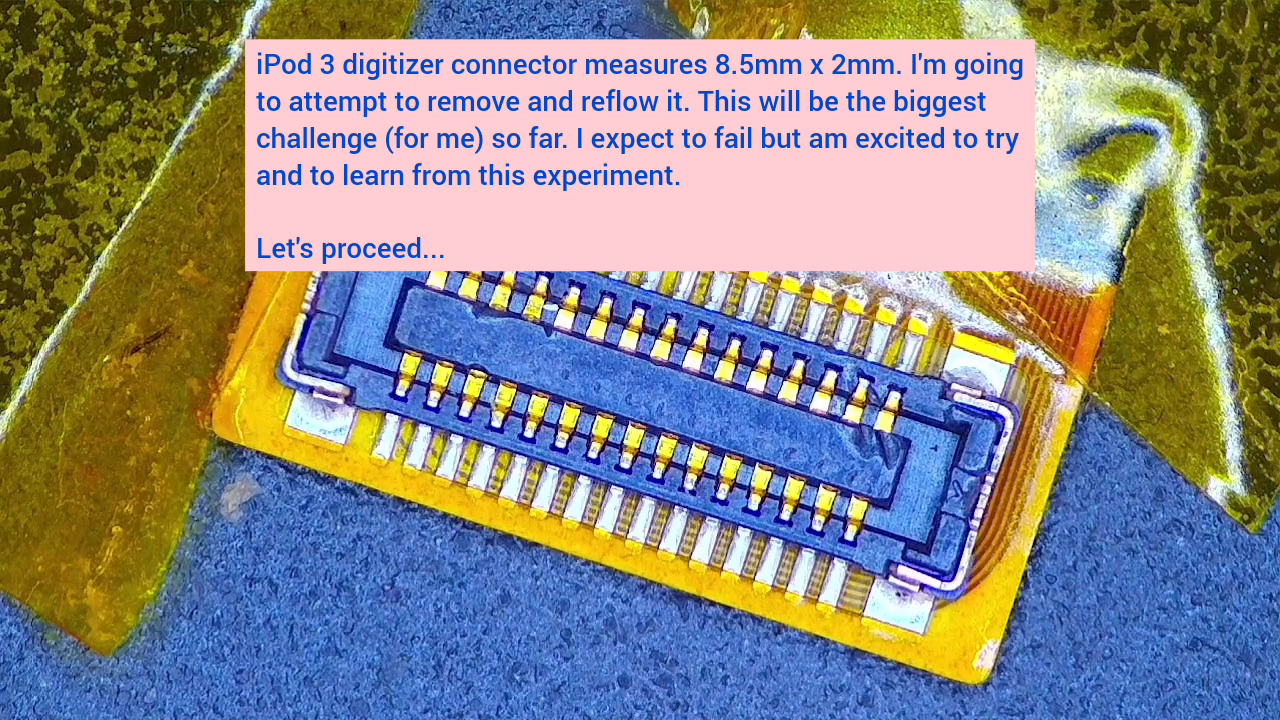 iPod 3 digitizer connector measures 8.5mm x 2mm. I'm going
to attempt to remove and reflow it. This will be the biggest
challenge (for me) so far. I expect to fail but am excited to try
and to learn from this experiment.
Let's proceed...